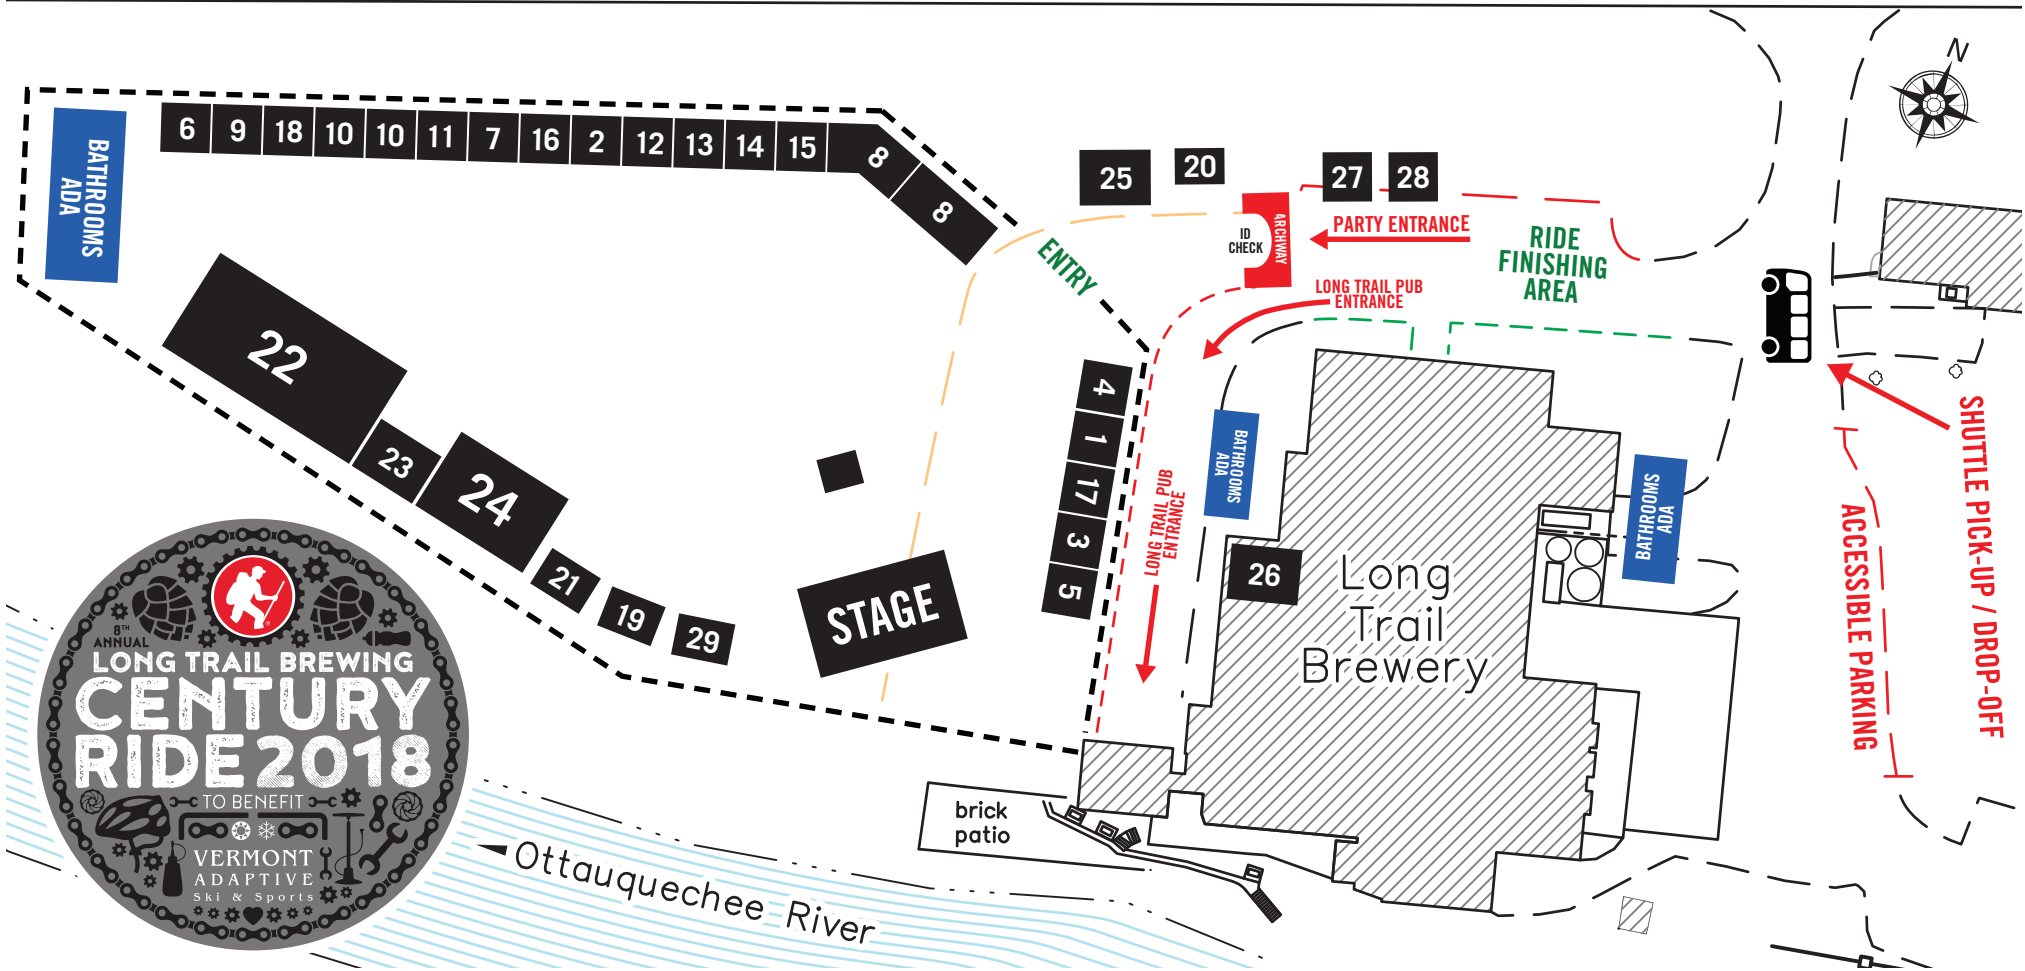 N
BATHROOMS
ADA
6 9 18 10 10 11 7 16 2 12 13 14 15 8
8
25 20 27 28
ARCHWAY
ID
CHECK
PARTY ENTRANCE
RIDE
FINISHING
AREA
ENTRY
LONG TRAIL PUB
ENTRANCE
22
23
24
21
19
29
STAGE
4
1
17
3
5
LONG TRAIL PUB
ENTRANCE
BATHROOMS
ADA
26
Long
Trail
Brewery
BATHROOMS
ADA
SHUTTLE PICK-UP / DROP-OFF
ACCESSIBLE PARKING
8TH
ANNUAL
LONG TRAIL BREWING
CENTURY
RIDE 2018
TO BENEFIT
VERMONT
ADAPTIVE
Ski & Sports
brick
patio
Ottauquechee River